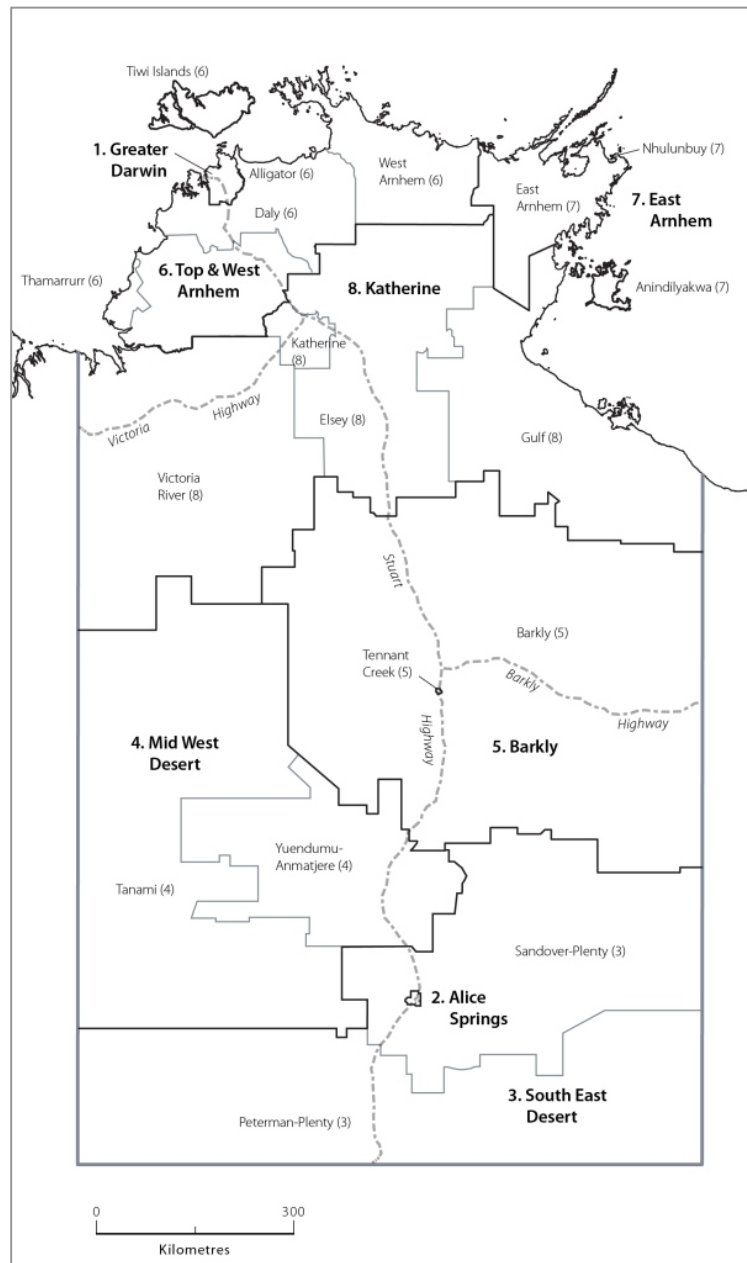 Tiwi Islands (6)
1. Greater
Darwin
Alligator (6)
West
Arnhem (6)
Nhulunbuy (7)
East
Arnhem (7)
7. East
Arnhem
Daly (6)
Thamarrurr (6)
6. Top & West
Arnhem
8. Katherine
Anindilyakwa (7)
Katherine
(8)
Victoria
Highway
Elsey (8)
Gulf (8)
Victoria
River (8)
Stuart
Barkly (5)
Tennant
Creek (5)
Barkly
Highway
Highway
4. Mid West
Desert
5. Barkly
Yuendumu-
Anmatjere (4)
Tanami (4)
Sandover-Plenty (3)
2. Alice
Springs
3. South East
Desert
Peterman-Plenty (3)
0
300
Kilometres